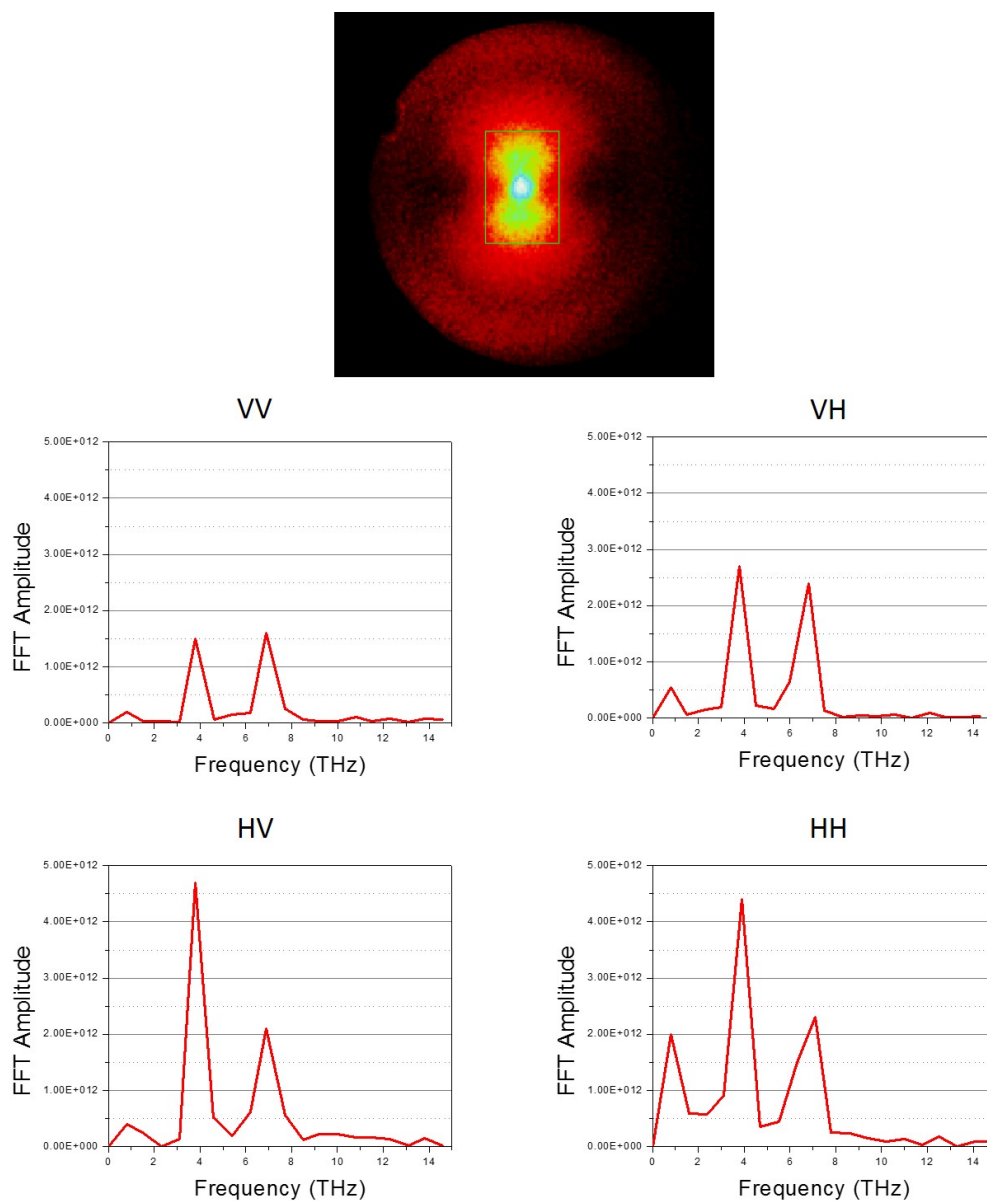 VV
VH
5.00E+012
4.00E+012
3.00E+012
2.00E+012
1.00E+012
0.00E+000
FFT Amplitude
0 2 4 6 8 10 12 14
Frequency (THz)
5.00E+012
4.00E+012
3.00E+012
2.00E+012
1.00E+012
0.00E+000
FFT Amplitude
0 2 4 6 8 10 12 14
Frequency (THz)
HV
HH
5.00E+012
4.00E+012
3.00E+012
2.00E+012
1.00E+012
0.00E+000
FFT Amplitude
0 2 4 6 8 10 12 14
Frequency (THz)
5.00E+012
4.00E+012
3.00E+012
2.00E+012
1.00E+012
0.00E+000
FFT Amplitude
0 2 4 6 8 10 12 14
Frequency (THz)